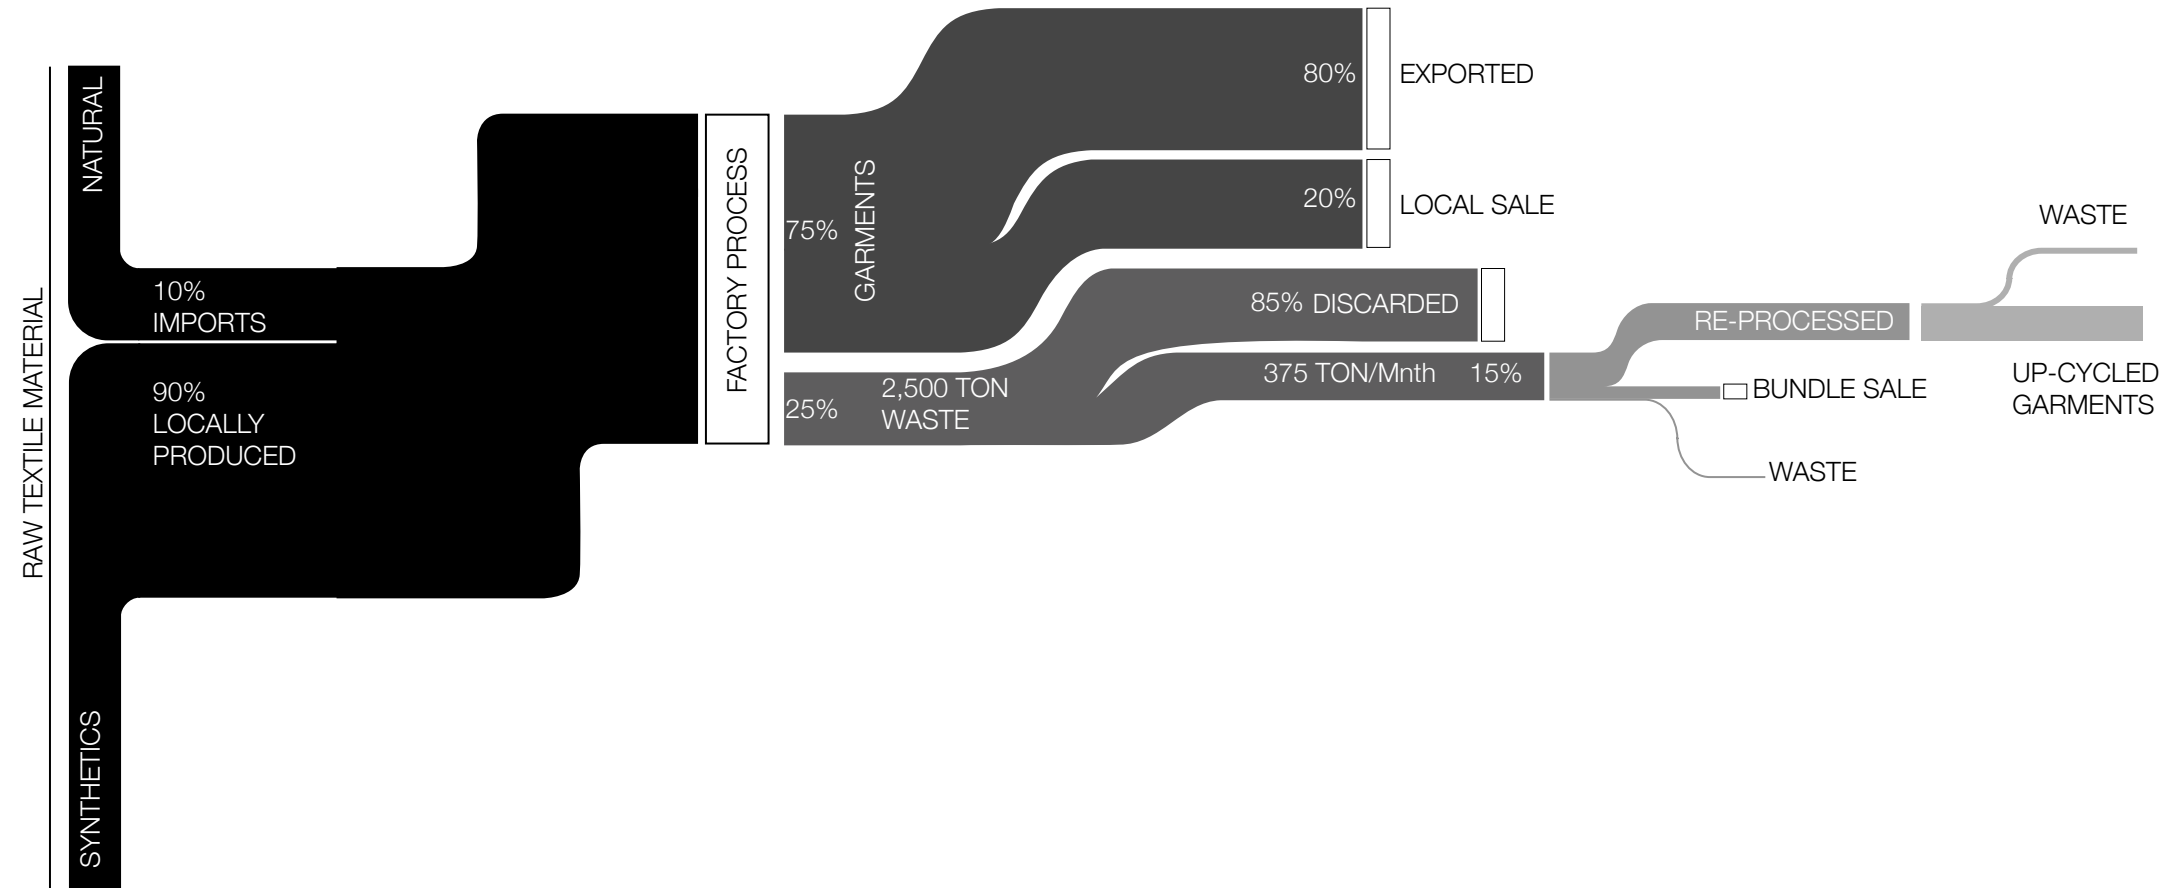 RAW TEXTILE MATERIAL
NATURAL
10%
IMPORTS
90%
LOCALLY
PRODUCED
SYNTHETICS
FACTORY PROCESS
75%
GARMENTS
80%
EXPORTED
20%
LOCAL SALE
25%
2,500 TON
WASTE
85% DISCARDED
375 TON/Mnth 15%
RE-PROCESSED
WASTE
UP-CYCLED
GARMENTS
BUNDLE SALE
WASTE